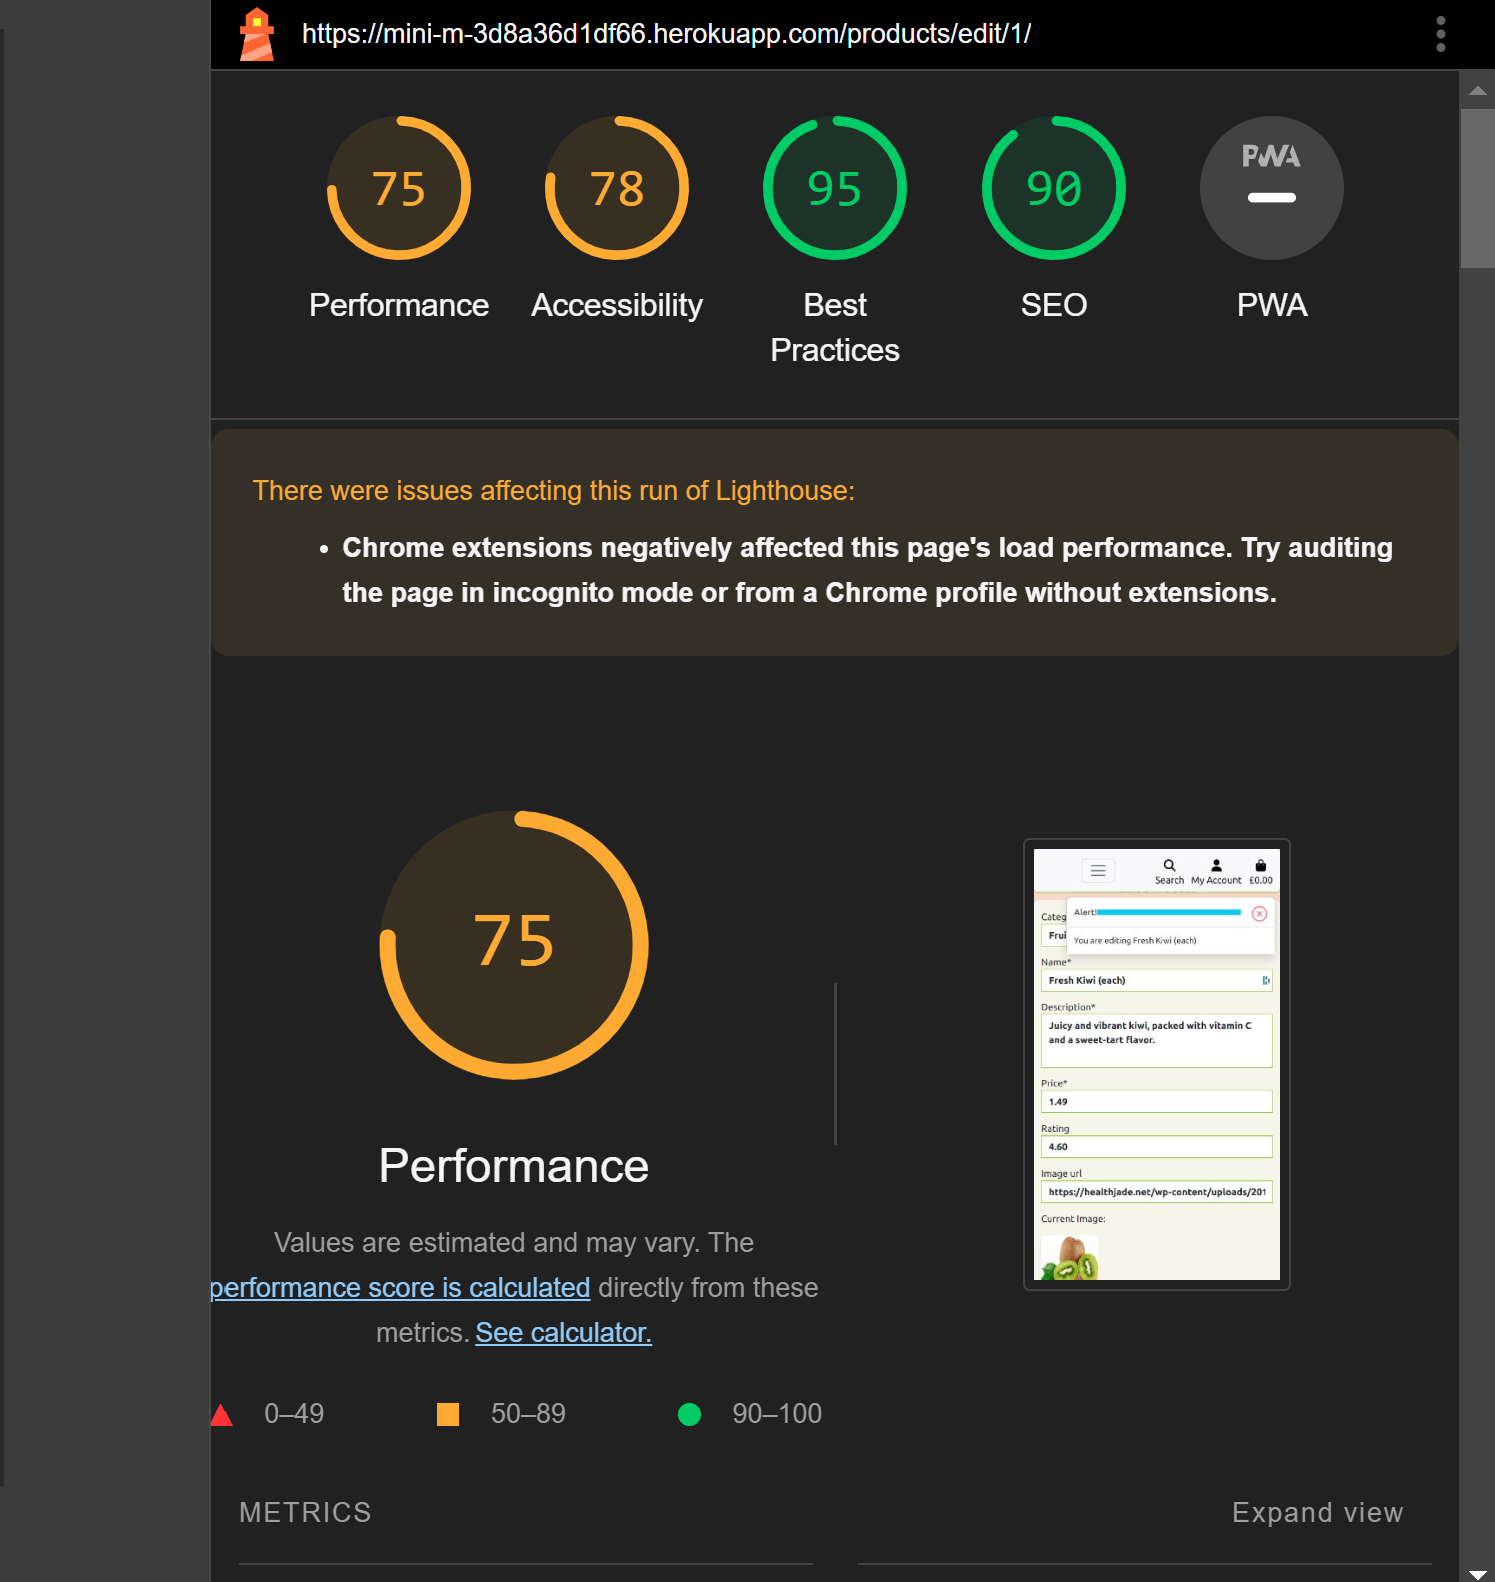 https://mini-m-3d8a36d1df66.herokuapp.com/products/edit/1/
75
78
95
90
PWA
Performance
Accessibility
Best
Practices
SEO
PWA
There were issues affecting this run of Lighthouse:
Chrome extensions negatively affected this page's load performance. Try auditing
the page in incognito mode or from a Chrome profile without extensions.
75
Performance
Values are estimated and may vary. The
performance score is calculated directly from these
metrics. See calculator.
0–49
50–89
90–100
Search My Account £0.00
Alert!
You are editing Fresh Kiwi (each)
Categ
Frui
Name*
Fresh Kiwi (each)
Description*
Juicy and vibrant kiwi, packed with vitamin C
and a sweet-tart flavor.
Price*
1.49
Rating
4.60
Image url
https://healthjade.net/wp-content/uploads/201
Current Image:
METRICS
Expand view